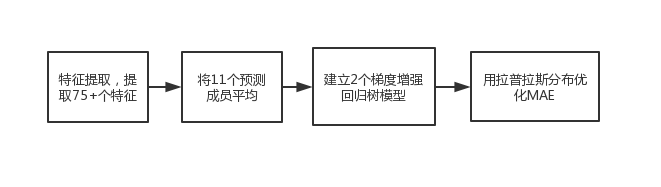 特征提取，提
取75+个特征
将11个预测
成员平均
建立2个梯度增强
回归树模型
用拉普拉斯分布优
化MAE